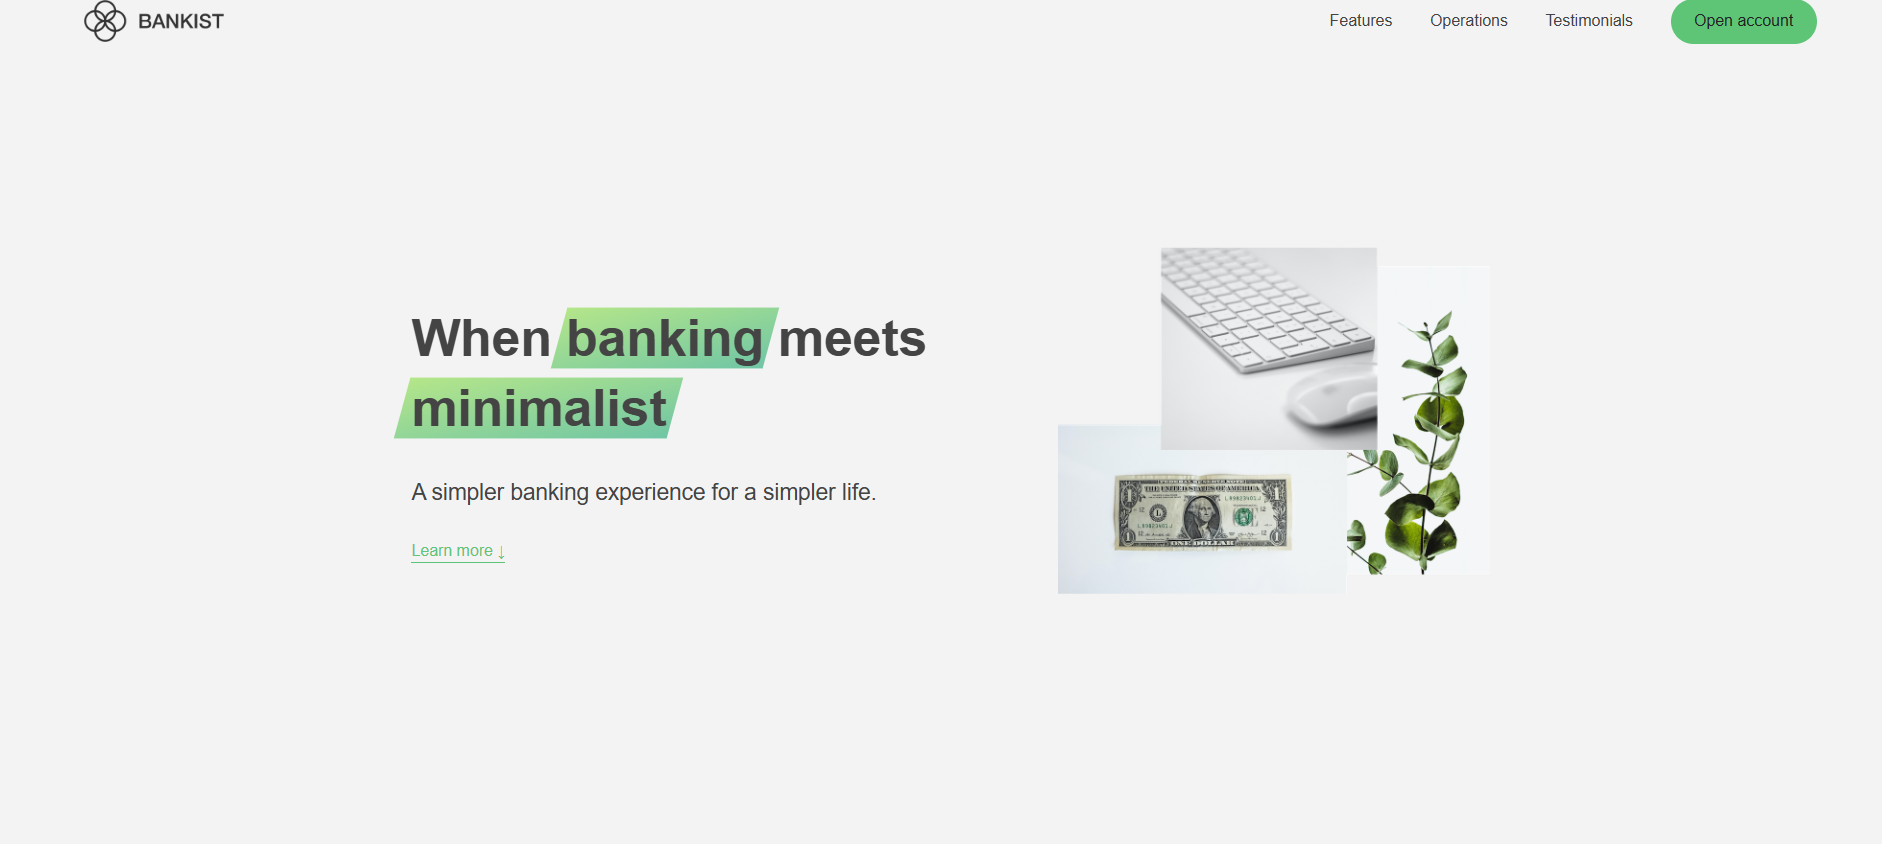 BANKIST
Features
Operations
Testimonials
Open account
When banking meets
minimalist
A simpler banking experience for a simpler life.
Learn more ↓
THE UNITED STATES OF AMERICA
ONE DOLLAR